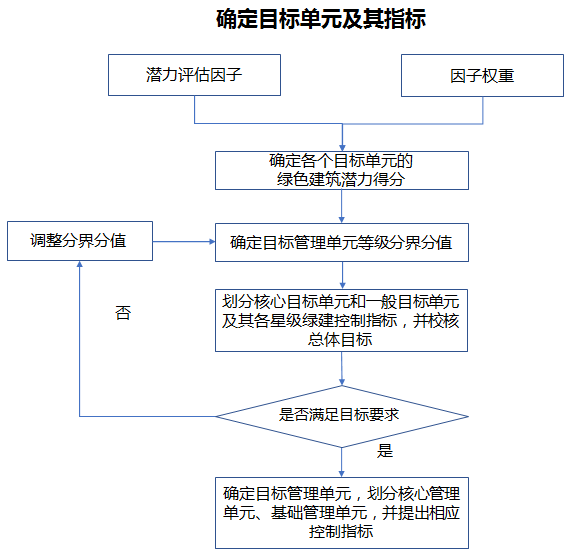 确定目标单元及其指标
潜力评估因子
因子权重
确定各个目标单元的
绿色建筑潜力得分
调整分界分值
确定目标管理单元等级分界分值
划分核心目标单元和一般目标单元
及其各星级绿建控制指标，并校核
总体目标
否
是否满足目标要求
是
确定目标管理单元，划分核心管理
单元、基础管理单元，并提出相应
控制指标